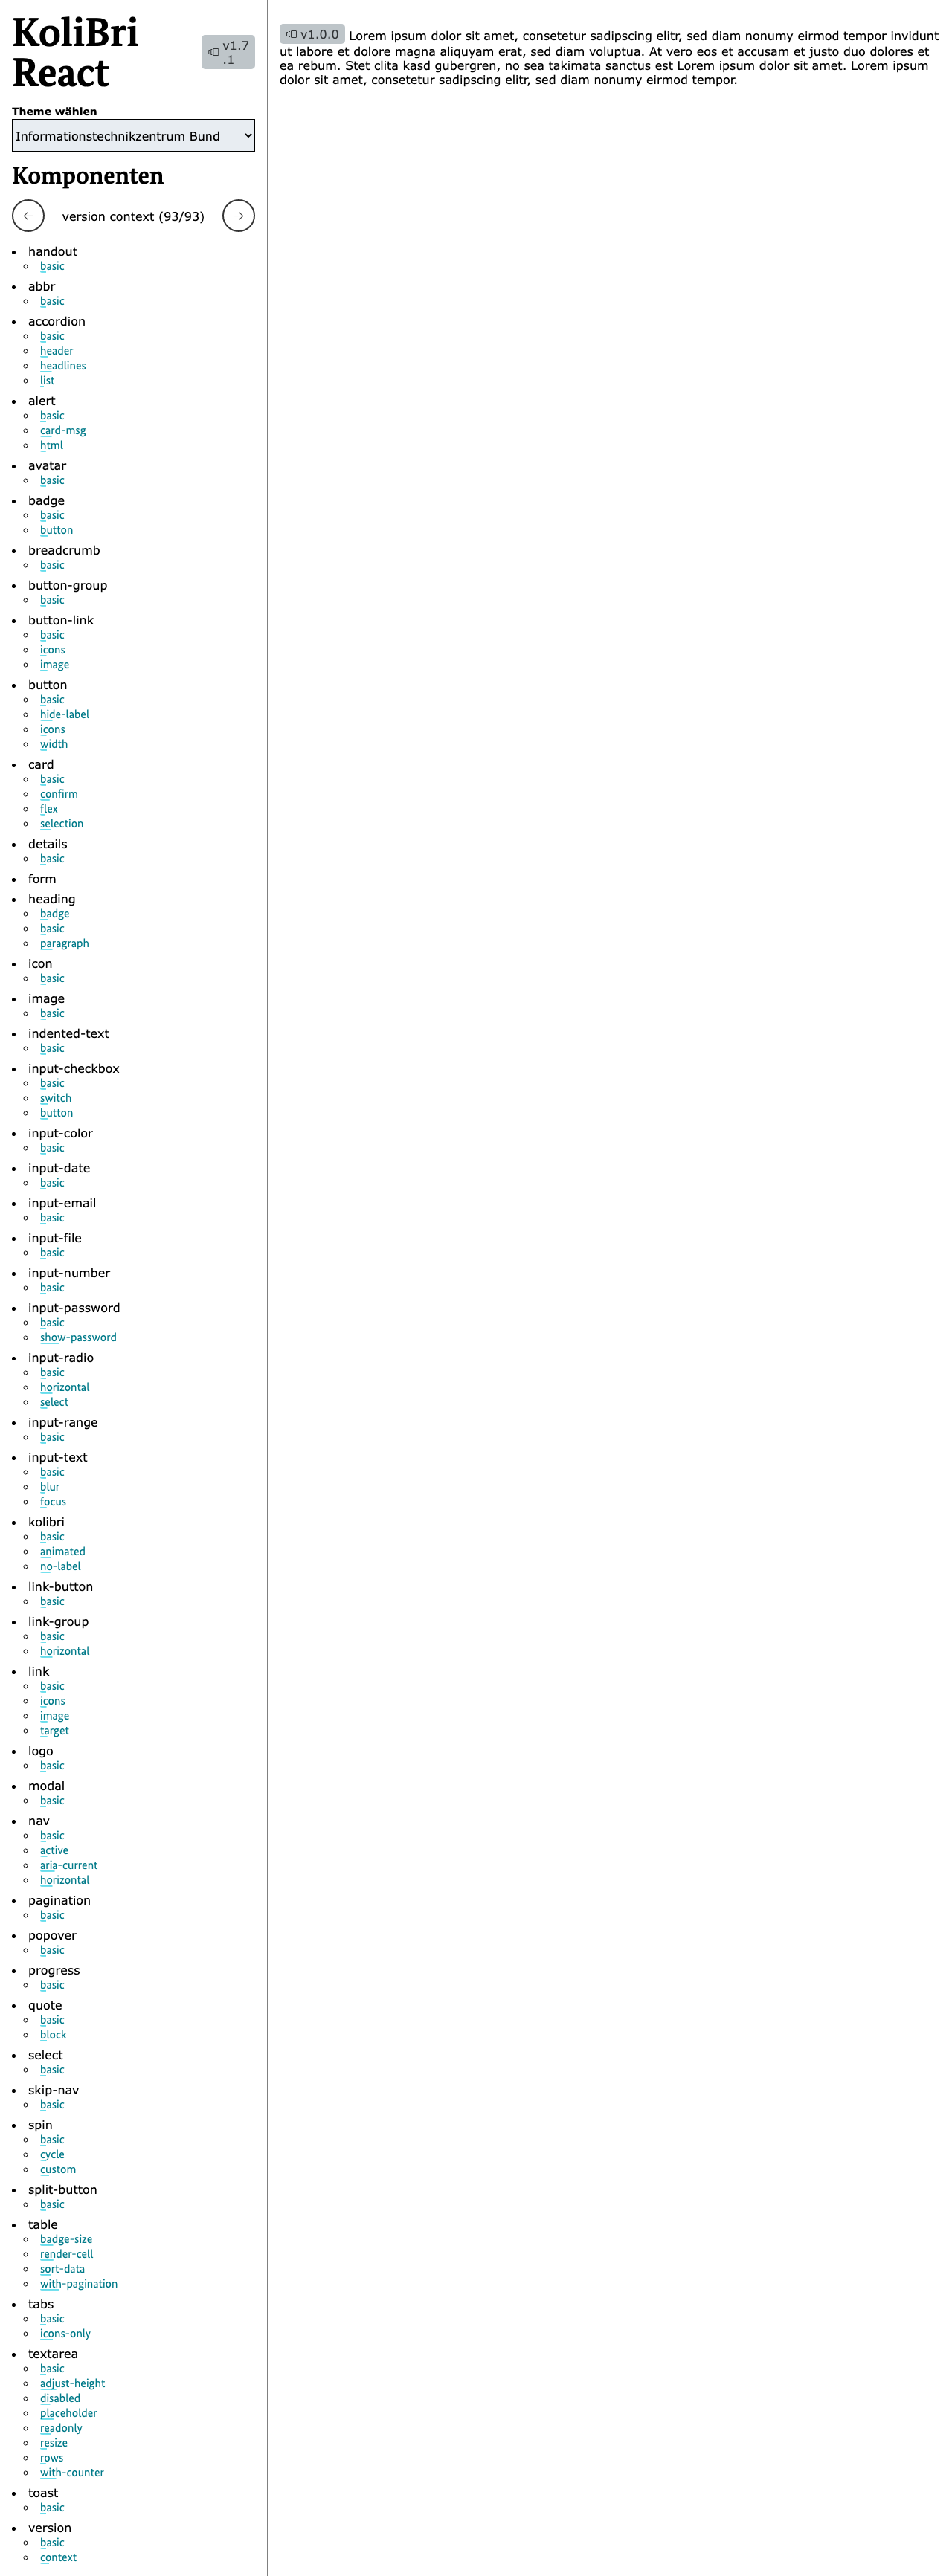 KoliBri
React
v1.7
.1
Theme wählen
Informationstechnikzentrum Bund
Komponenten
version context (93/93)
handout
basic
abbr
basic
accordion
basic
header
headlines
list
alert
basic
card-msg
html
avatar
basic
badge
basic
button
breadcrumb
basic
button-group
basic
button-link
basic
icons
image
button
basic
hide-label
icons
width
card
basic
confirm
flex
selection
details
basic
form
heading
badge
basic
paragraph
icon
basic
image
basic
indented-text
basic
input-checkbox
basic
switch
button
input-color
basic
input-date
basic
input-email
basic
input-file
basic
input-number
basic
input-password
basic
show-password
input-radio
basic
horizontal
select
input-range
basic
input-text
basic
blur
focus
kolibri
basic
animated
no-label
link-button
basic
link-group
basic
horizontal
link
basic
icons
image
target
logo
basic
modal
basic
nav
basic
active
aria-current
horizontal
pagination
basic
popover
basic
progress
basic
quote
basic
block
select
basic
skip-nav
basic
spin
basic
cycle
custom
split-button
basic
table
badge-size
render-cell
sort-data
with-pagination
tabs
basic
icons-only
textarea
basic
adjust-height
disabled
placeholder
readonly
resize
rows
with-counter
toast
basic
version
basic
context
v1.0.0 Lorem ipsum dolor sit amet, consetetur sadipscing elitr, sed diam nonumy eirmod tempor invidunt
ut labore et dolore magna aliquyam erat, sed diam voluptua. At vero eos et accusam et justo duo dolores et
ea rebum. Stet clita kasd gubergren, no sea takimata sanctus est Lorem ipsum dolor sit amet. Lorem ipsum
dolor sit amet, consetetur sadipscing elitr, sed diam nonumy eirmod tempor.